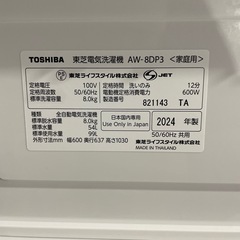 TOSHIBA 東芝電気洗濯機 AW-8DP3 <家庭用>
東芝ライフスタイル株式会社 JET
定格電圧 100V
定格周波数 50/60Hz
標準洗濯容量 8.0kg
定格時間 洗いのみ 12分
電動機定格消費電力 600W
製造番号 821143 TA
種類 全自動電気洗濯機
標準脱水容量 8.0kg
標準水量 54L
標準使用水量 99L
外形寸法mm 幅600 奥行637 高さ1030
日本国内専用
Use Only in Japan
2024 年製
50/60Hz 共用
東芝ライフスタイル株式会社
MADE IN THAILAND